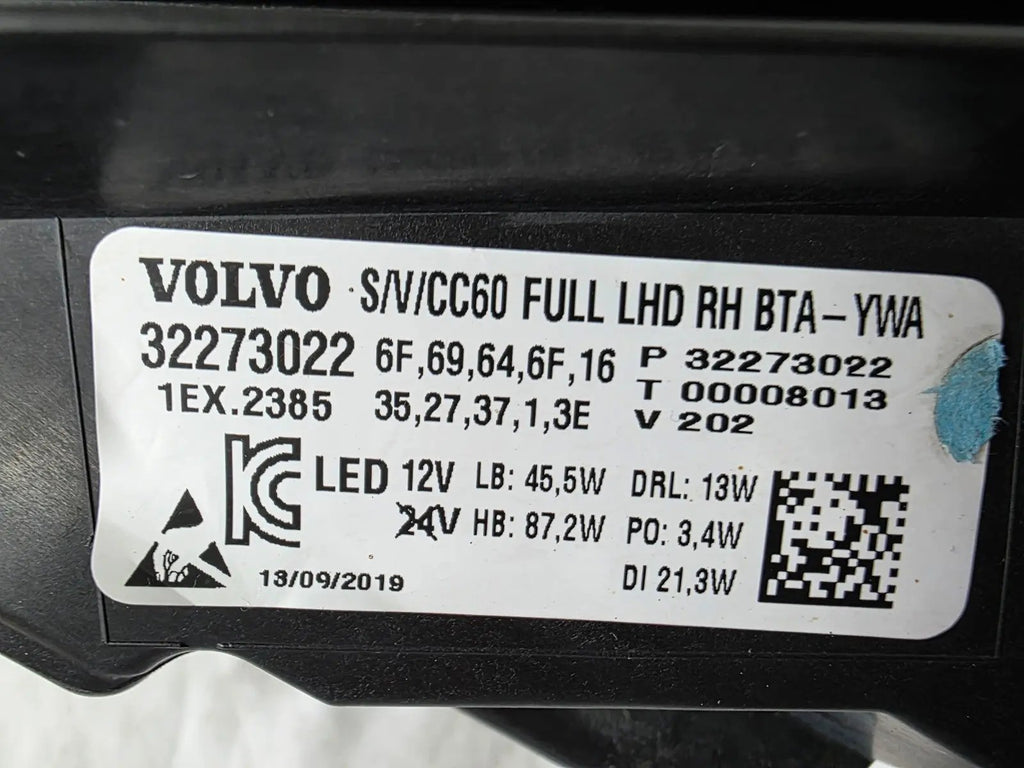 VOLVO S/V/CC60 FULL LHD RH BTA-YWA
32273022 6F,69,64,6F,16 P 32273022
T 00008013
1EX.2385 35,27,37,1,3E V 202
LED 12V LB: 45,5W DRL: 13W
24V HB: 87,2W PO: 3,4W
13/09/2019 DI 21,3W